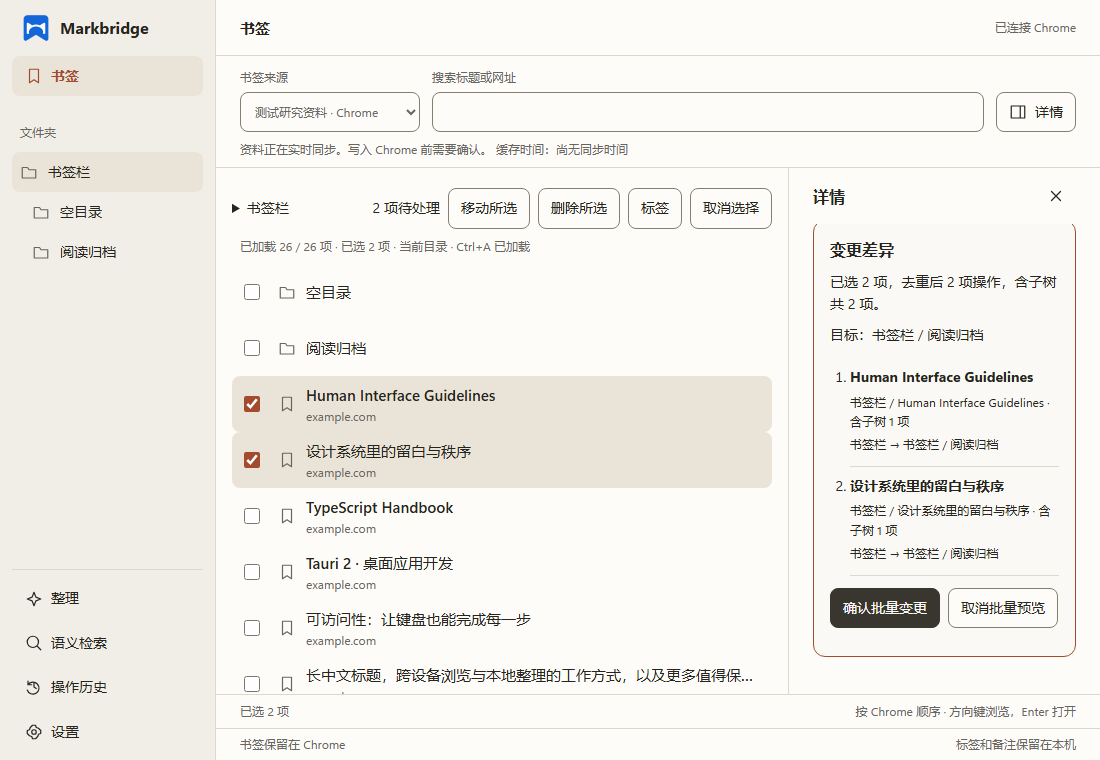 Markbridge
书签
文件夹
书签栏
空目录
阅读归档
整理
语义检索
操作历史
设置
书签
已连接 Chrome
书签来源
搜索标题或网址
测试研究资料 · Chrome
详情
资料正在实时同步。写入 Chrome 前需要确认。 缓存时间：尚无同步时间
书签栏
2 项待处理
移动所选
删除所选
标签
取消选择
已加载 26 / 26 项 · 已选 2 项 · 当前目录 · Ctrl+A 已加载
空目录
阅读归档
Human Interface Guidelines
example.com
设计系统里的留白与秩序
example.com
TypeScript Handbook
example.com
Tauri 2 · 桌面应用开发
example.com
可访问性：让键盘也能完成每一步
example.com
长中文标题，跨设备浏览与本地整理的工作方式，以及更多值得保...
详情
变更差异
已选 2 项，去重后 2 项操作，含子树
共 2 项。
目标：书签栏 / 阅读归档
1. Human Interface Guidelines
书签栏 / Human Interface Guidelines ·
含子树 1 项
书签栏 → 书签栏 / 阅读归档
2. 设计系统里的留白与秩序
书签栏 / 设计系统里的留白与秩序 · 含
子树 1 项
书签栏 → 书签栏 / 阅读归档
确认批量变更
取消批量预览
已选 2 项
按 Chrome 顺序 · 方向键浏览，Enter 打开
书签保留在 Chrome
标签和备注保留在本机